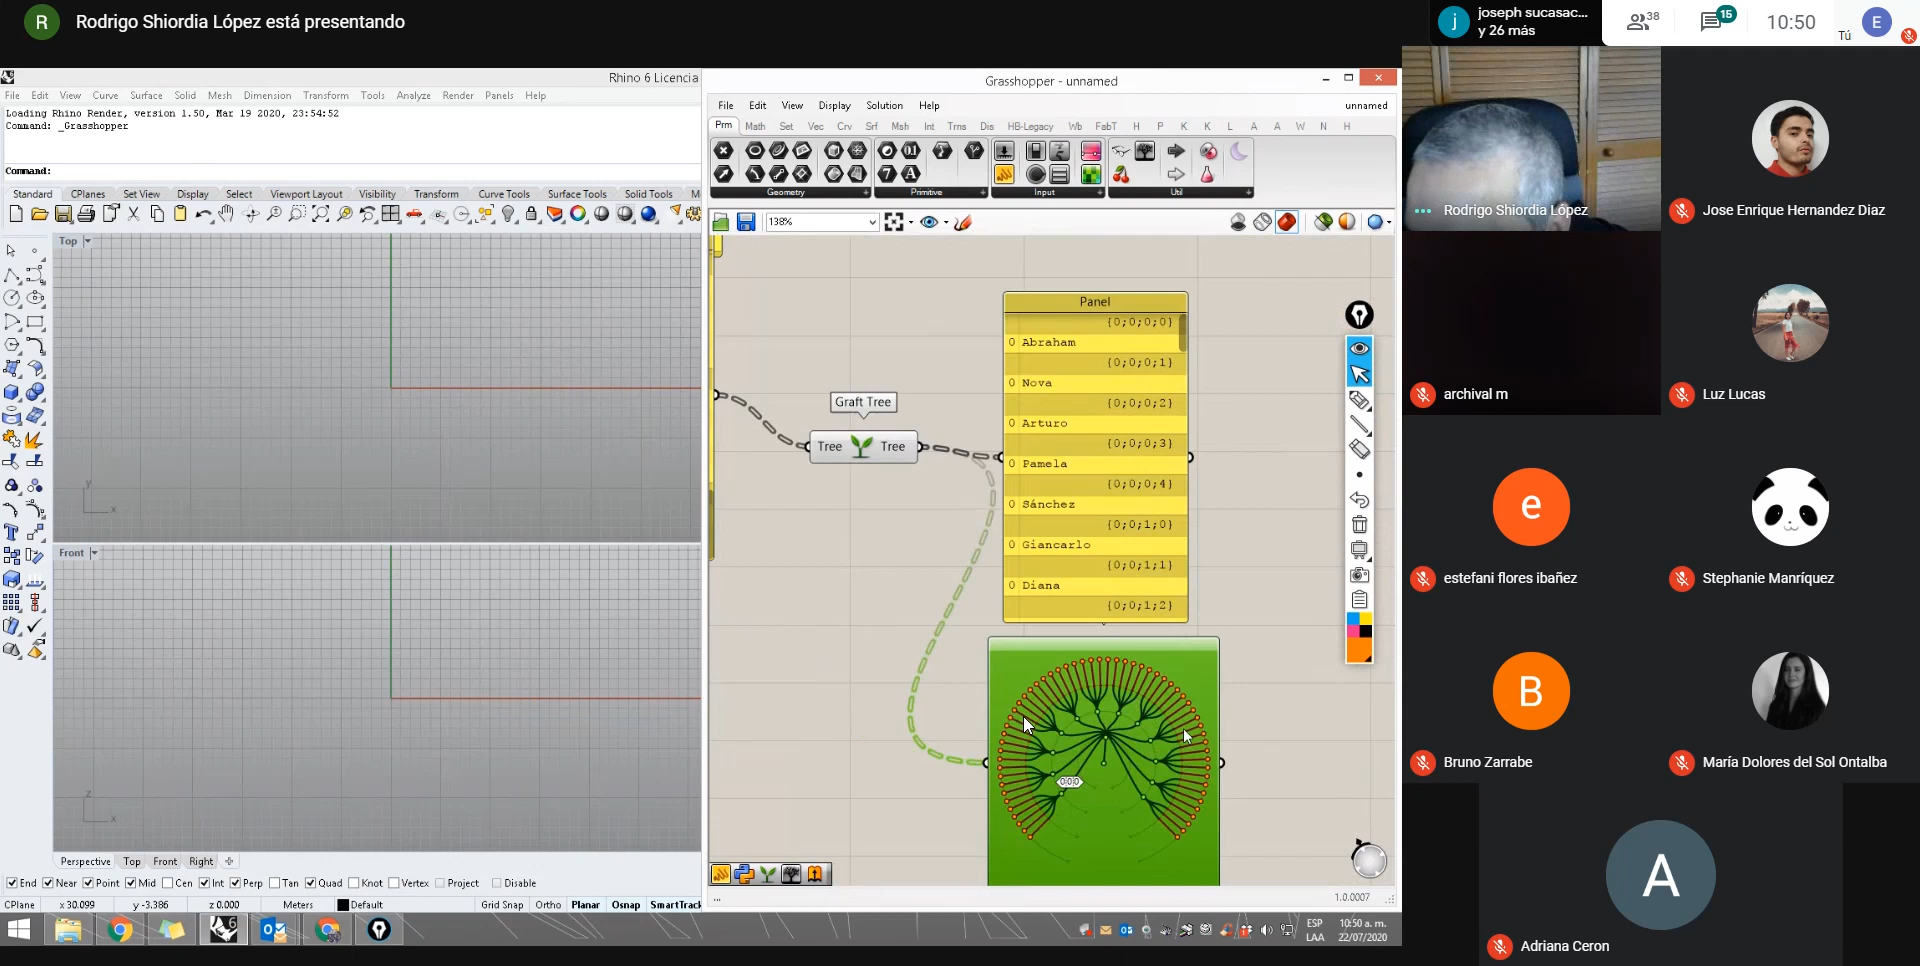 R Rodrigo Shiordia López está presentando
j joseph sucasac...
y 26 más
38
15
10:50
Tú
E
Rhino 6 Licencia
File Edit View Curve Surface Solid Mesh Dimension Transform Tools Analyze Render Panels Help
Loading Rhino Render, version 1.50, Mar 19 2020, 23:54:52
Command: _Grasshopper
Command:
Standard CPlanes Set View Display Select Viewport Layout Visibility Transform Curve Tools Surface Tools Solid Tools M
Top
y
x
Front
z
x
Perspective Top Front Right
End Near Point Mid Cen Int Perp Tan Quad Knot Vertex Project Disable
CPlane x 30.099 y -3.386 z 0.000 Meters Default Grid Snap Ortho Planar Osnap SmartTrack
Grasshopper - unnamed
File Edit View Display Solution Help unnamed
Prm Math Set Vec Crv Srf Msh Int Trns Dis HB-Legacy Wb FabT H P K K L A A W N H
Geometry Primitive Input Util
138%
Graft Tree
Tree Tree
Panel
{0;0;0;0}
0 Abraham
{0;0;0;1}
0 Nova
{0;0;0;2}
0 Arturo
{0;0;0;3}
0 Pamela
{0;0;0;4}
0 Sánchez
{0;0;1;0}
0 Giancarlo
{0;0;1;1}
0 Diana
{0;0;1;2}
1.0.0007
ESP
LAA
10:50 a. m.
22/07/2020
Rodrigo Shiordia López
Jose Enrique Hernandez Diaz
archival m
Luz Lucas
e
estefani flores ibañez
Stephanie Manríquez
B
Bruno Zarrabe
María Dolores del Sol Ontalba
A
Adriana Ceron